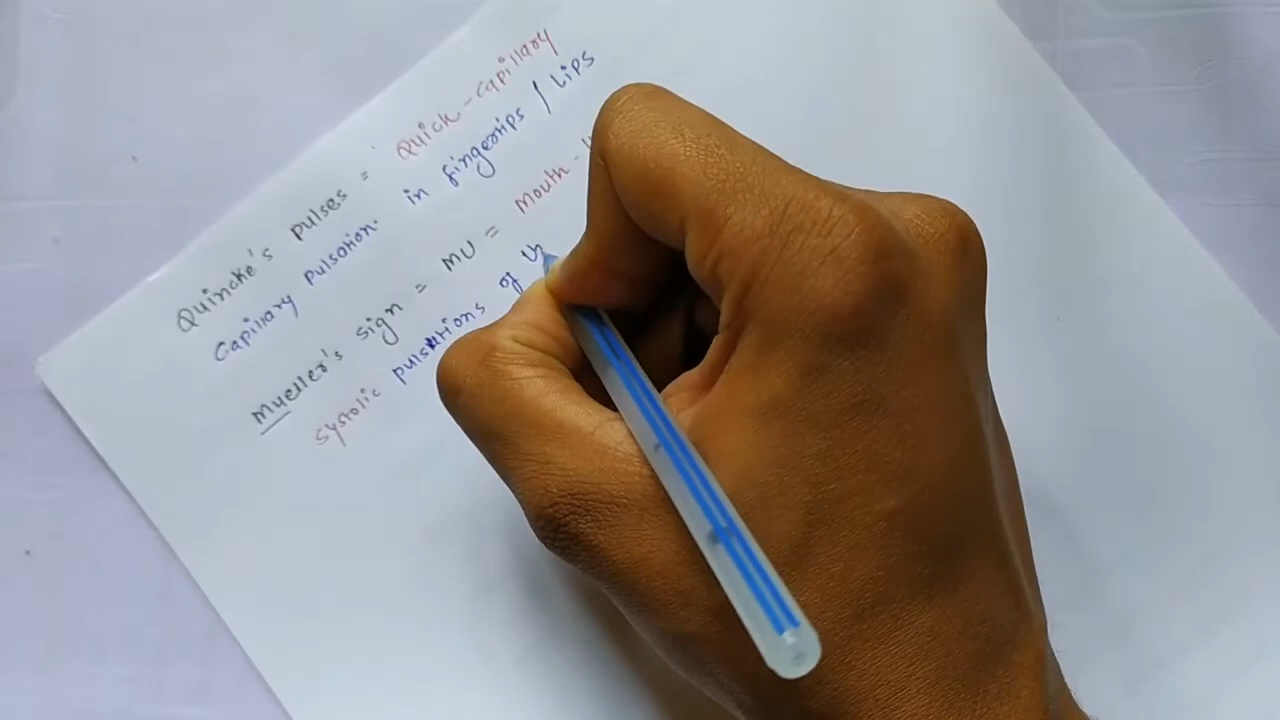 Quincke's pulses = Quick-Capillary
Capillary pulsation in fingertips / Lips
Mueller's sign = MU = Mouth -
Systolic pulsations of